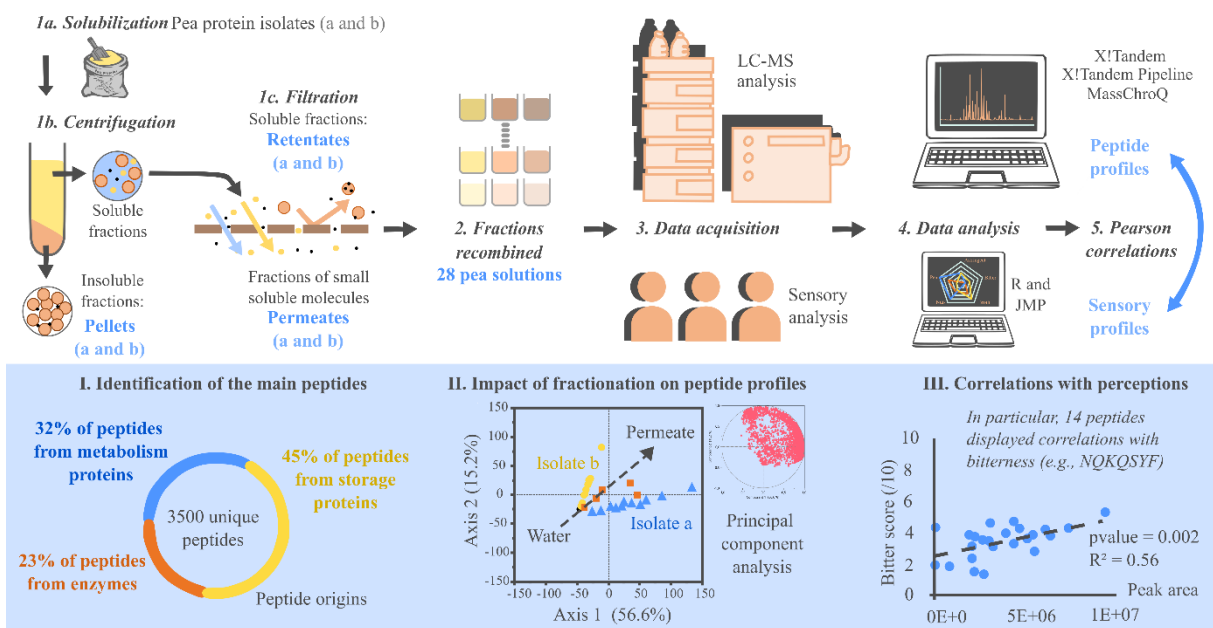 1a. Solubilization Pea protein isolates (a and b)
1b. Centrifugation
Soluble
fractions
Insoluble
fractions:
Pellets
(a and b)
1c. Filtration
Soluble fractions:
Retentates
(a and b)
Fractions of small
soluble molecules
Permeates
(a and b)
2. Fractions
recombined
28 pea solutions
LC-MS
analysis
3. Data acquisition
Sensory
analysis
X!Tandem
X!Tandem Pipeline
MassChroQ
Peptide
profiles
4. Data analysis
R and
JMP
5. Pearson
correlations
Sensory
profiles
I. Identification of the main peptides
32% of peptides
from metabolism
proteins
45% of peptides
from storage
proteins
3500 unique
peptides
23% of peptides
from enzymes
Peptide origins
II. Impact of fractionation on peptide profiles
Axis 2 (15.2%)
150
100
50
0
-50
-100
-150
-150 -100 -50 0 50 100 150
Axis 1 (56.6%)
Permeate
Isolate b
Isolate a
Water
Principal
component
analysis
III. Correlations with perceptions
In particular, 14 peptides
displayed correlations with
bitterness (e.g., NQKQSYF)
Bitter score (/10)
10
8
6
4
2
0
pvalue = 0.002
R² = 0.56
Peak area
0E+0 5E+06 1E+07